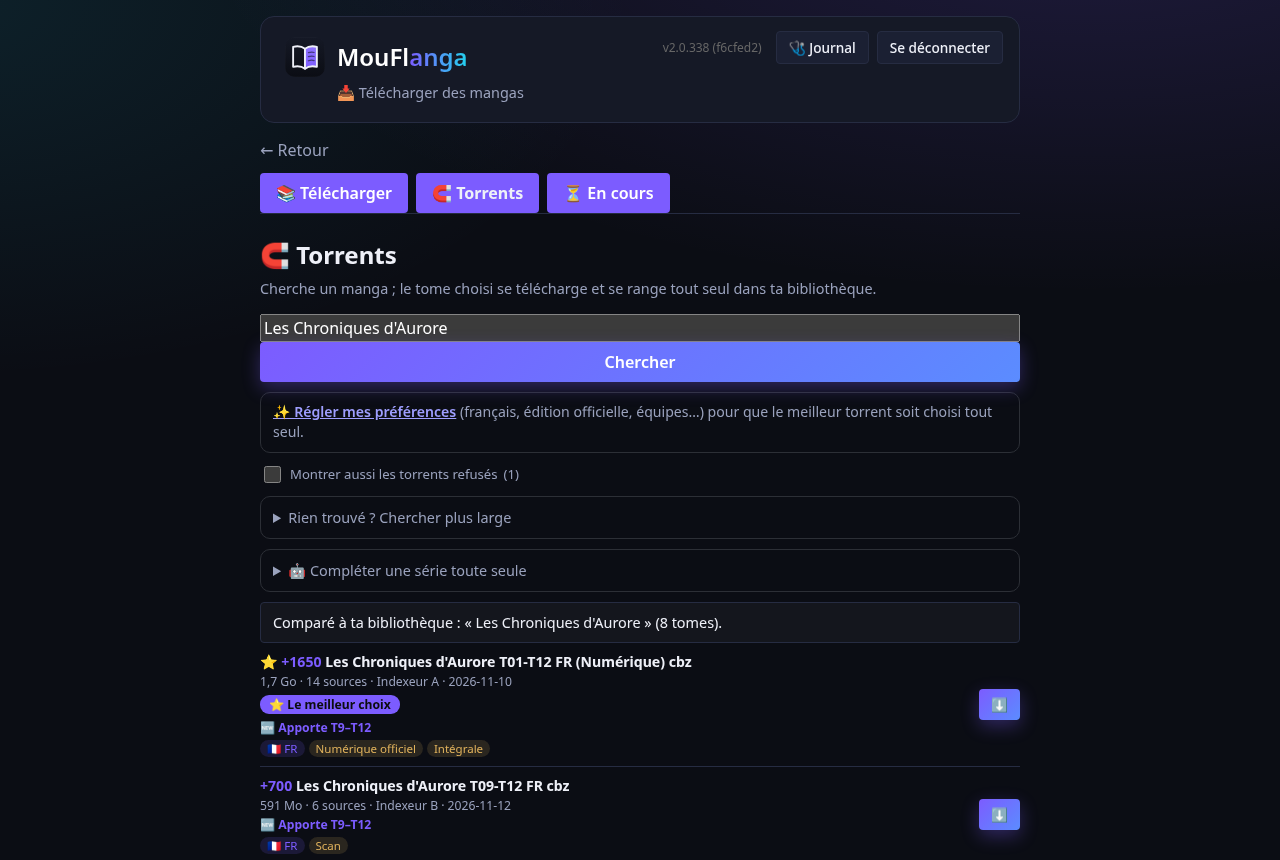 MouFlanga
v2.0.338 (f6cfed2)
🩺 Journal
Se déconnecter
📥 Télécharger des mangas
← Retour
📚 Télécharger
🧲 Torrents
⏳ En cours
🧲 Torrents
Cherche un manga ; le tome choisi se télécharge et se range tout seul dans ta bibliothèque.
Les Chroniques d'Aurore
Chercher
✨ Régler mes préférences (français, édition officielle, équipes…) pour que le meilleur torrent soit choisi tout
seul.
Montrer aussi les torrents refusés (1)
▶ Rien trouvé ? Chercher plus large
▶ 🤖 Compléter une série toute seule
Comparé à ta bibliothèque : « Les Chroniques d'Aurore » (8 tomes).
⭐ +1650 Les Chroniques d'Aurore T01-T12 FR (Numérique) cbz
1,7 Go · 14 sources · Indexeur A · 2026-11-10
⭐ Le meilleur choix
🆕 Apporte T9–T12
🇫🇷 FR
Numérique officiel
Intégrale
⬇️
+700 Les Chroniques d'Aurore T09-T12 FR cbz
591 Mo · 6 sources · Indexeur B · 2026-11-12
🆕 Apporte T9–T12
🇫🇷 FR
Scan
⬇️